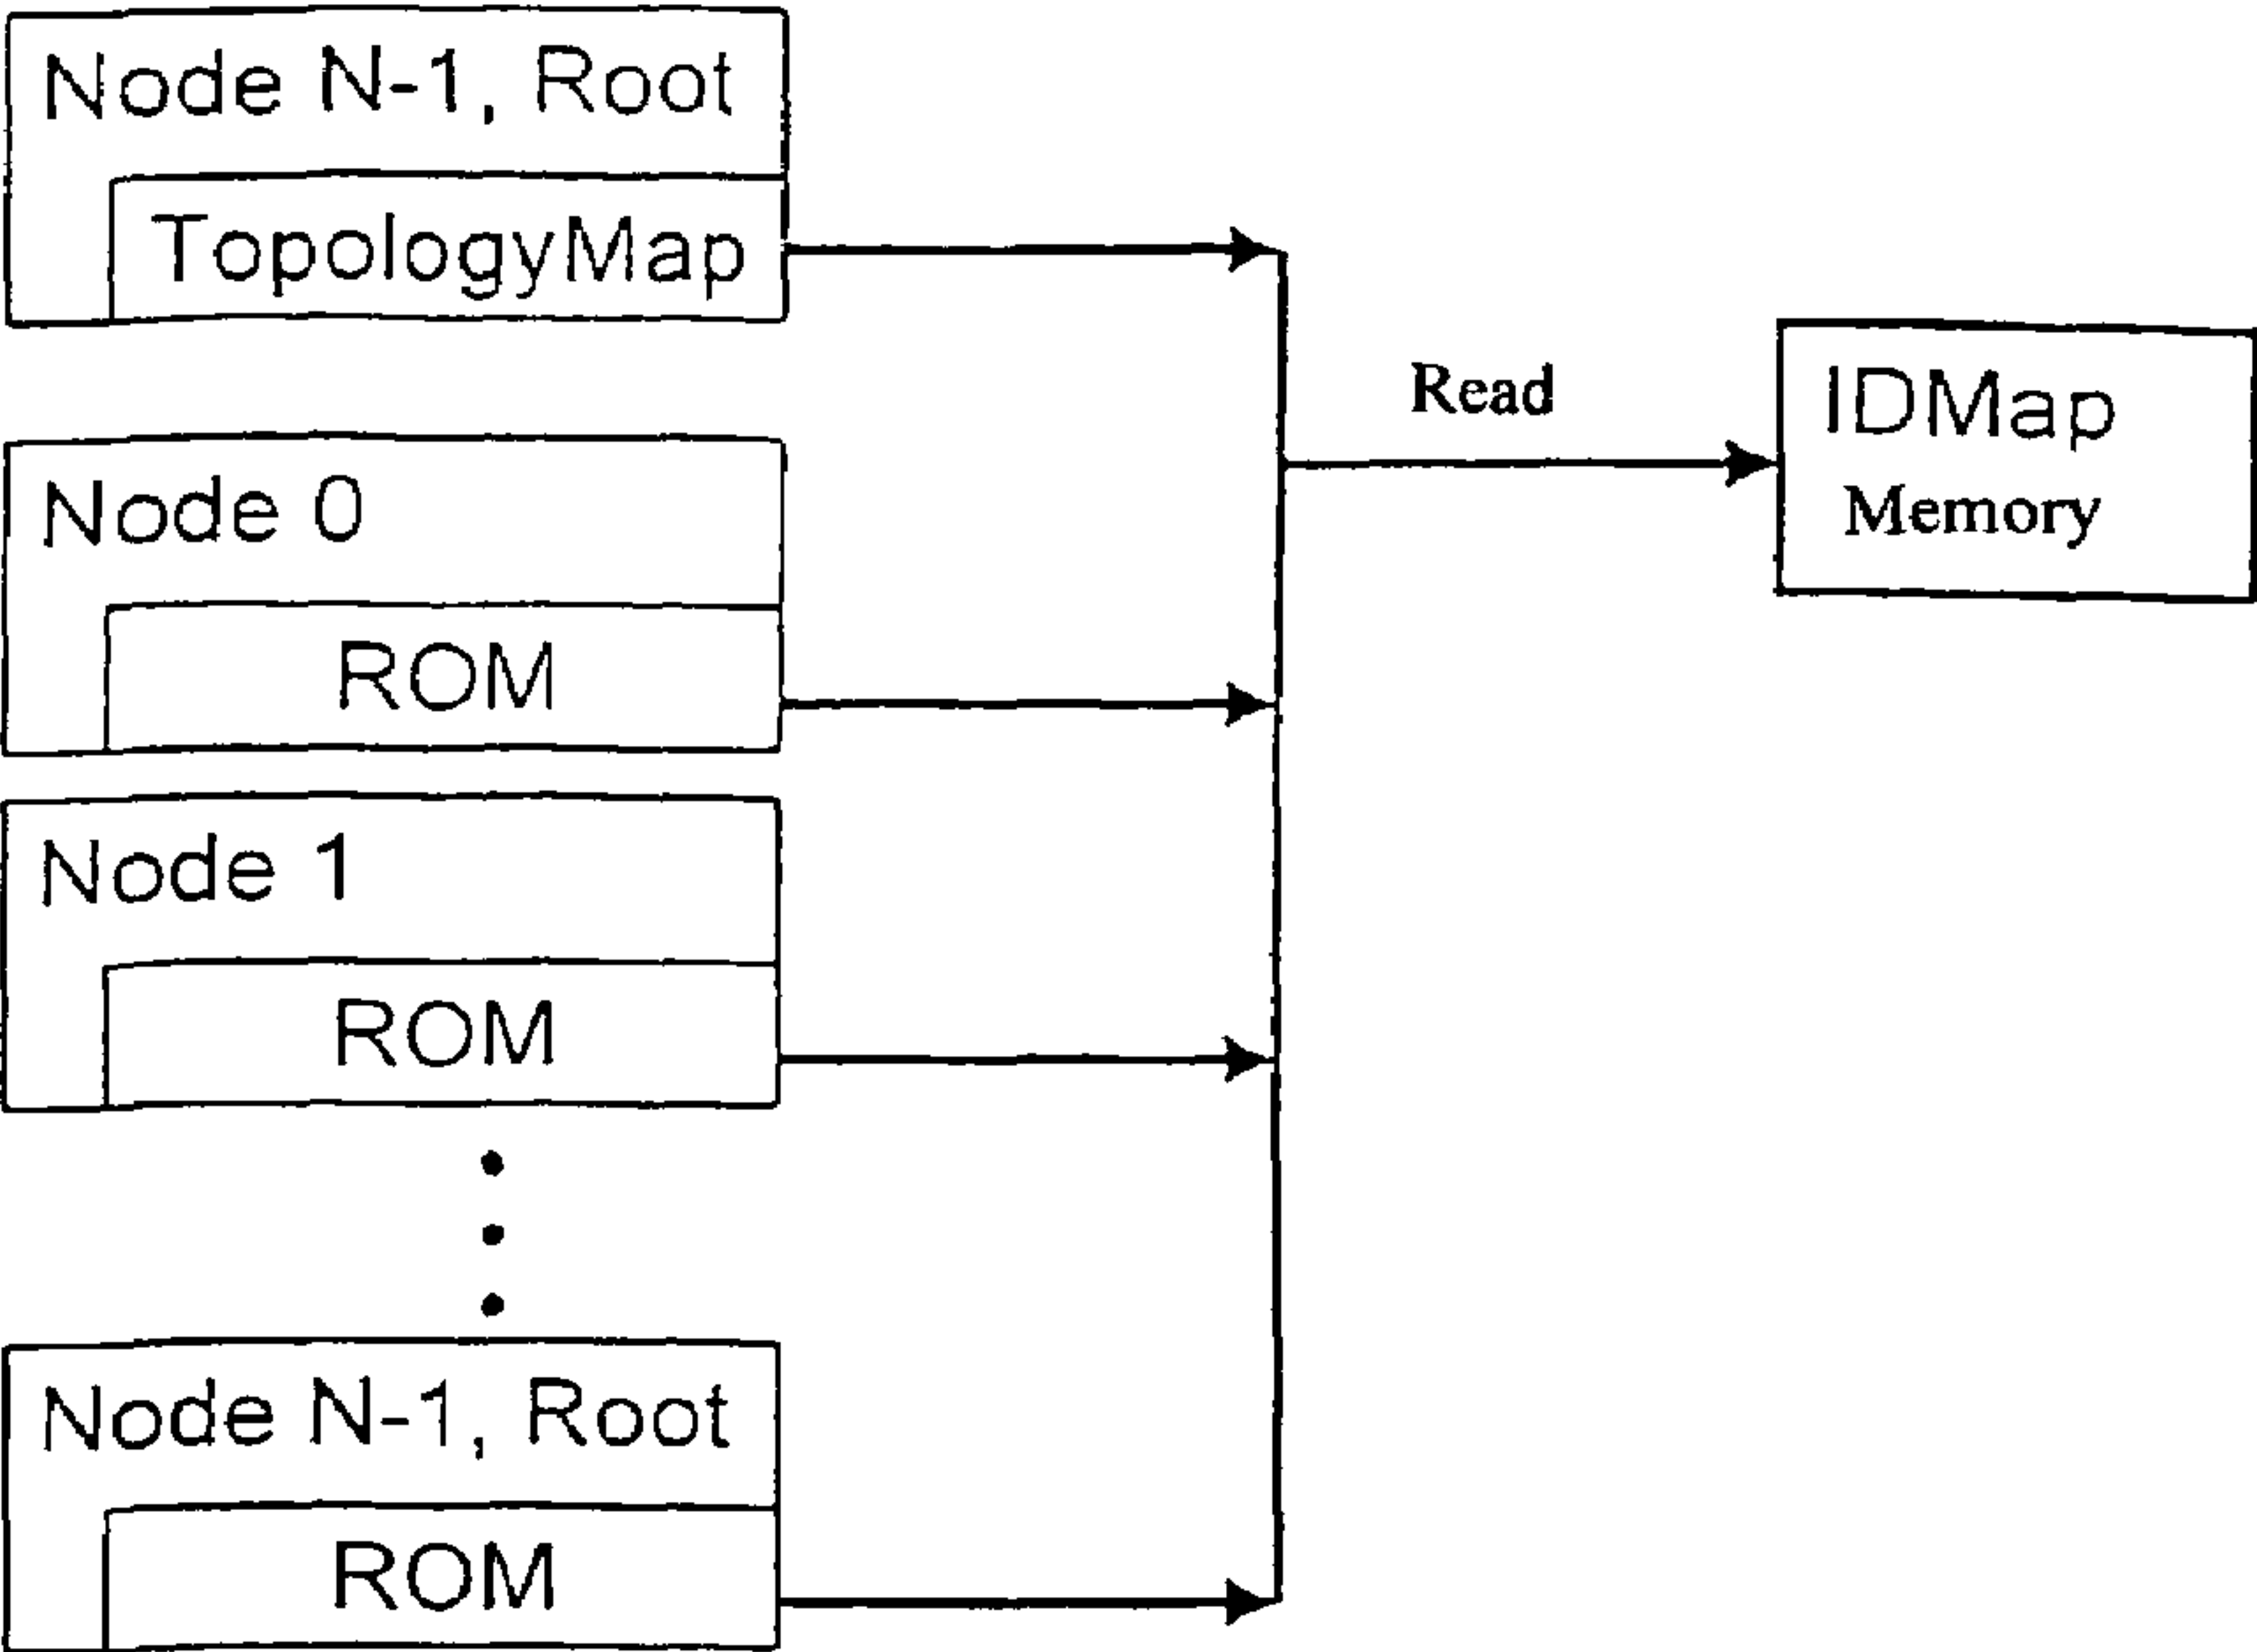 Node N-1, Root
TopologyMap
Read
IDMap
Memory
Node 0
ROM
Node 1
ROM
Node N-1, Root
ROM